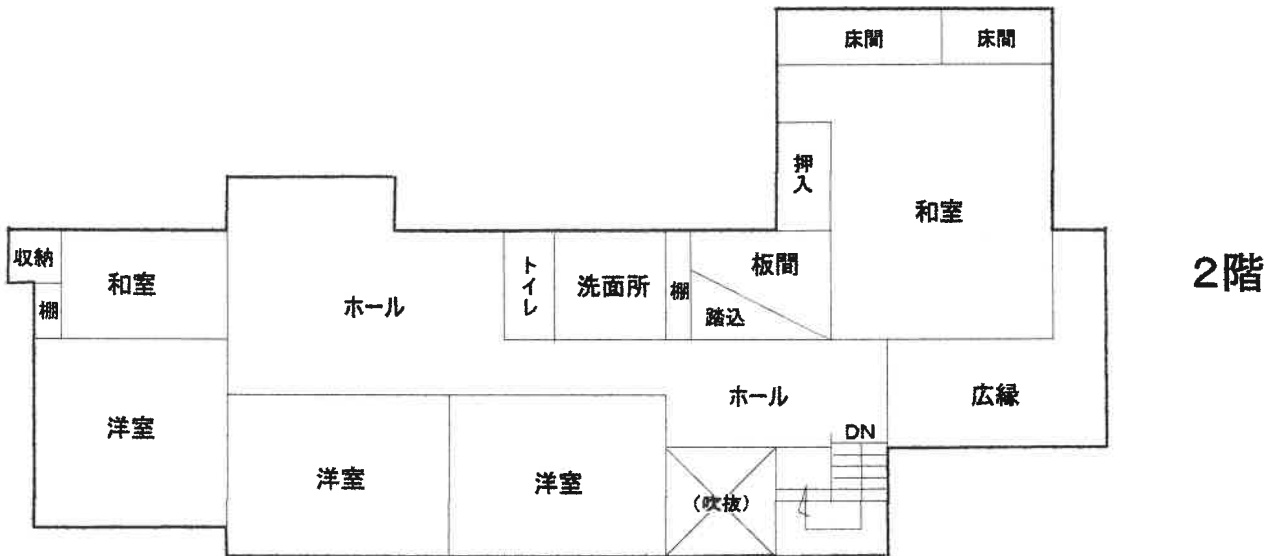 床間
床間
押入
和室
2階
収納
和室
棚
ホール
トイレ
洗面所
棚
板間
踏込
ホール
広縁
洋室
DN
洋室
洋室
(吹抜)